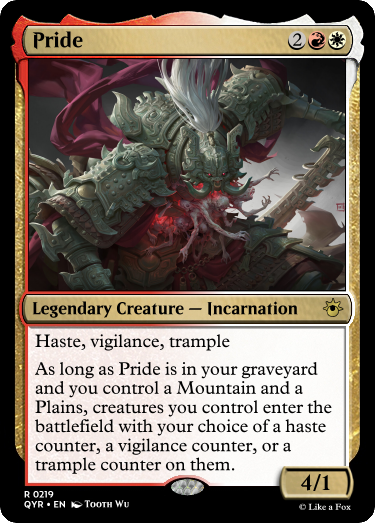 Pride 2
Legendary Creature — Incarnation
Haste, vigilance, trample
As long as Pride is in your graveyard
and you control a Mountain and a
Plains, creatures you control enter the
battlefield with your choice of a haste
counter, a vigilance counter, or a
trample counter on them.
4/1
R 0219
QYR • EN Tooth Wu
© Like a Fox